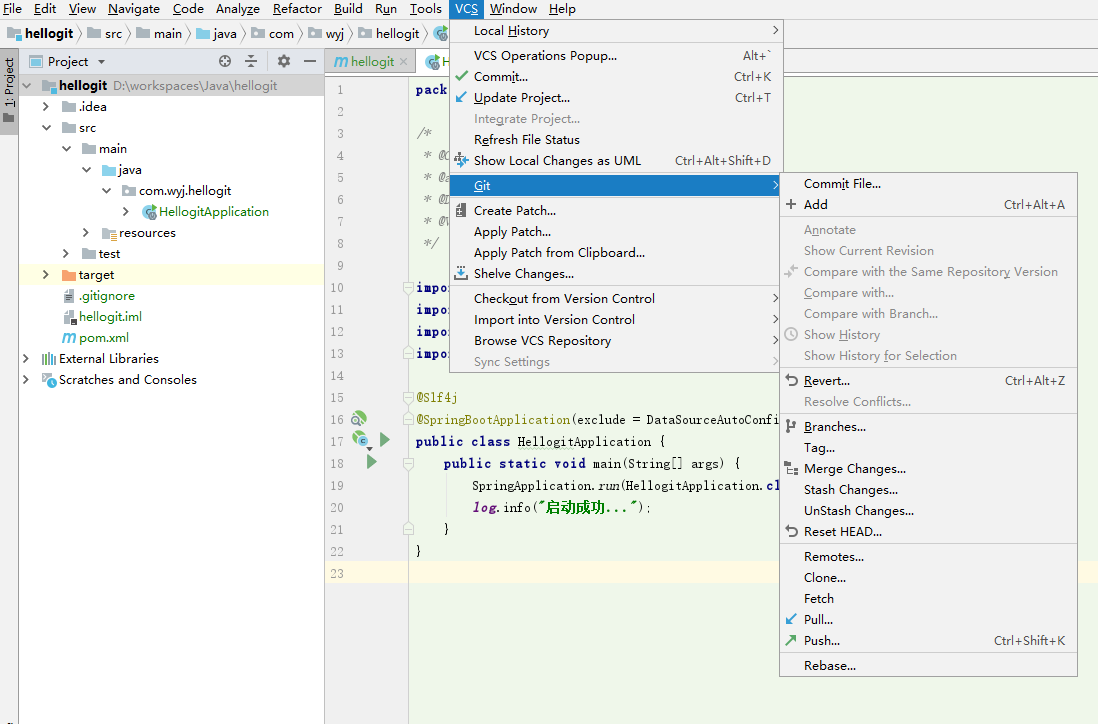 File Edit View Navigate Code Analyze Refactor Build Run Tools VCS Window Help
hellogit src main java com wyj hellogit
1: Project
Project
hellogit D:\workspaces\Java\hellogit
.idea
src
main
java
com.wyj.hellogit
HellogitApplication
resources
test
target
.gitignore
hellogit.iml
pom.xml
External Libraries
Scratches and Consoles
hellogit
Local History
VCS Operations Popup... Alt+`
Commit... Ctrl+K
Update Project... Ctrl+T
Integrate Project...
Refresh File Status
Show Local Changes as UML Ctrl+Alt+Shift+D
Git
Create Patch...
Apply Patch...
Apply Patch from Clipboard...
Shelve Changes...
Checkout from Version Control
Import into Version Control
Browse VCS Repository
Sync Settings
Commit File...
Add Ctrl+Alt+A
Annotate
Show Current Revision
Compare with the Same Repository Version
Compare with...
Compare with Branch...
Show History
Show History for Selection
Revert... Ctrl+Alt+Z
Resolve Conflicts...
Branches...
Tag...
Merge Changes...
Stash Changes...
UnStash Changes...
Reset HEAD...
Remotes...
Clone...
Fetch
Pull...
Push... Ctrl+Shift+K
Rebase...
1 pack
2
3 /*
4 * @
5 * @a
6 * @
7 * @
8 */
9
10 impor
11 impor
12 impor
13 impor
14
15 @Slf4j
16 @SpringBootApplication(exclude = DataSourceAutoConfi
17 public class HellogitApplication {
18 public static void main(String[] args) {
19 SpringApplication.run(HellogitApplication.cl
20 log.info("启动成功...");
21 }
22 }
23